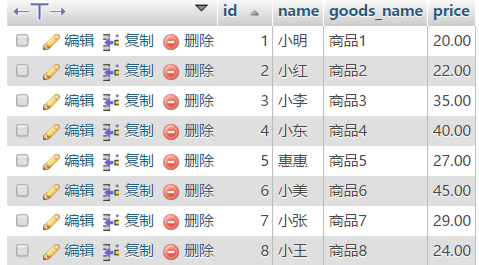 id name goods_name price
编辑 复制 删除 1 小明 商品1 20.00
编辑 复制 删除 2 小红 商品2 22.00
编辑 复制 删除 3 小李 商品3 35.00
编辑 复制 删除 4 小东 商品4 40.00
编辑 复制 删除 5 惠惠 商品5 27.00
编辑 复制 删除 6 小美 商品6 45.00
编辑 复制 删除 7 小张 商品7 29.00
编辑 复制 删除 8 小王 商品8 24.00